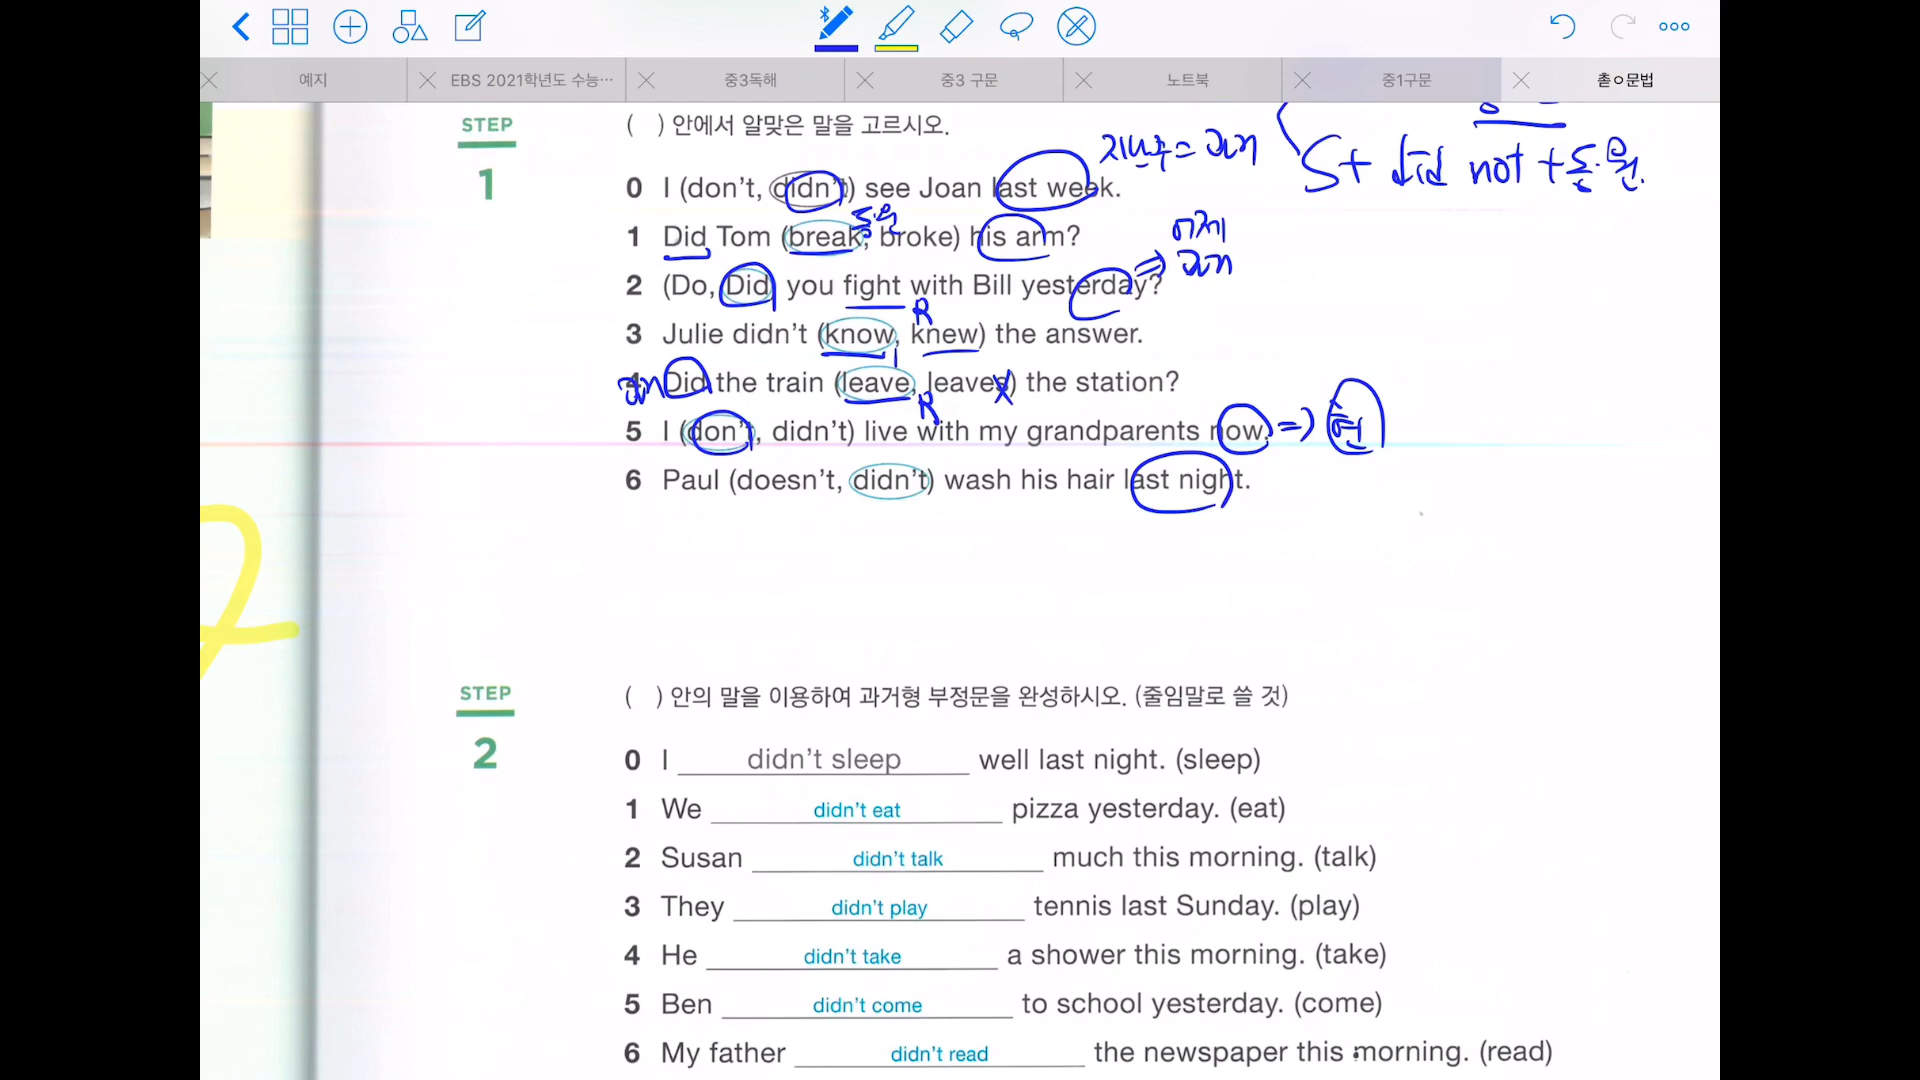 예지
EBS 2021학년도 수능…
중3독해
중3 구문
노트북
중1구문
촏ㅇ문법
STEP
1
( ) 안에서 알맞은 말을 고르시오.
지난주 = 과거
S+ did not + 동.원.
0 I (don't, didn't) see Joan last week.
동.원
1 Did Tom (break, broke) his arm?
어제
⇒ 과거
2 (Do, Did) you fight with Bill yesterday?
R
3 Julie didn't (know, knew) the answer.
과거
4 Did the train (leave, leaves) the station?
R
5 I (don't, didn't) live with my grandparents now. ⇒ 현
6 Paul (doesn't, didn't) wash his hair last night.
STEP
2
( ) 안의 말을 이용하여 과거형 부정문을 완성하시오. (줄임말로 쓸 것)
0 I didn't sleep well last night. (sleep)
1 We didn't eat pizza yesterday. (eat)
2 Susan didn't talk much this morning. (talk)
3 They didn't play tennis last Sunday. (play)
4 He didn't take a shower this morning. (take)
5 Ben didn't come to school yesterday. (come)
6 My father didn't read the newspaper this morning. (read)